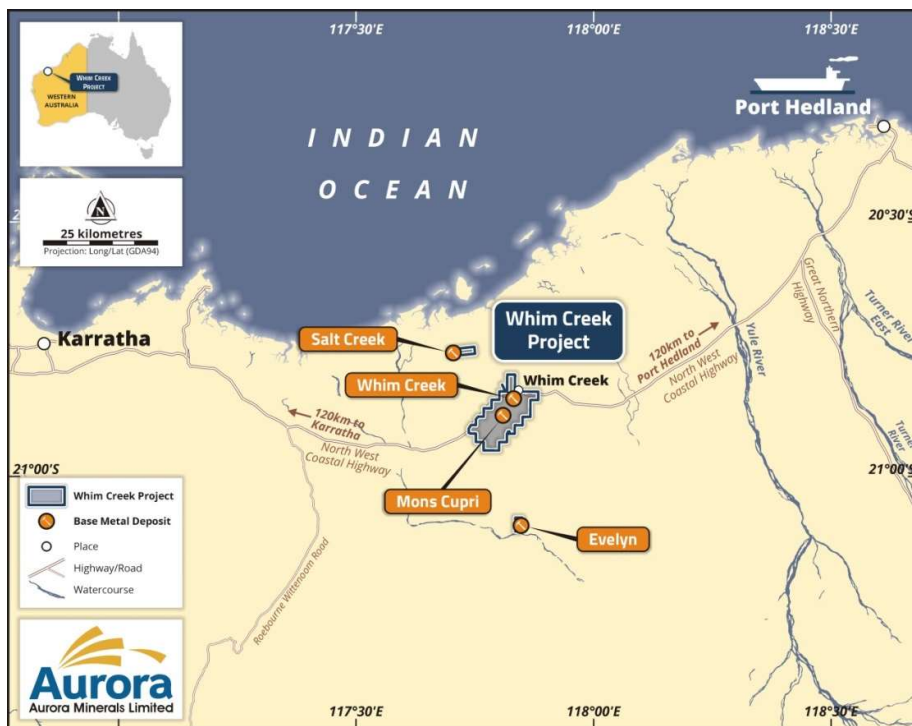 117°30'E
118°00'E
118°30'E
WHIM CREEK
PROJECT
WESTERN
AUSTRALIA
INDIAN
OCEAN
Port Hedland
N
25 kilometres
Projection: Long/Lat (GDA94)
20°30'S
Karratha
Salt Creek
Whim Creek
Project
Whim Creek
Whim Creek
120km to
Port Hedland
North West
Coastal Highway
Yule River
Great Northern
Highway
Turner River
East
Turner
River
120km to
Karratha
North West
Coastal Highway
21°00'S
21°00'S
Mons Cupri
Evelyn
Roebourne Wittenoom Road
Whim Creek Project
Base Metal Deposit
Place
Highway/Road
Watercourse
Aurora
Aurora Minerals Limited
117°30'E
118°00'E
118°30'E